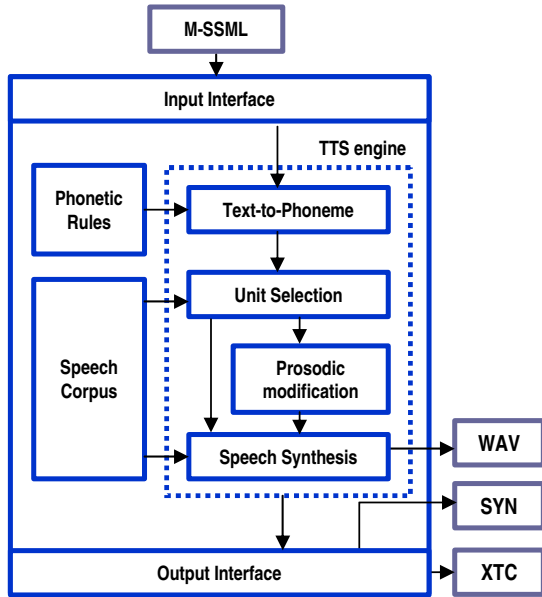 M-SSML
Input Interface
TTS engine
Phonetic
Rules
Text-to-Phoneme
Unit Selection
Speech
Corpus
Prosodic
modification
Speech Synthesis
WAV
SYN
Output Interface
XTC